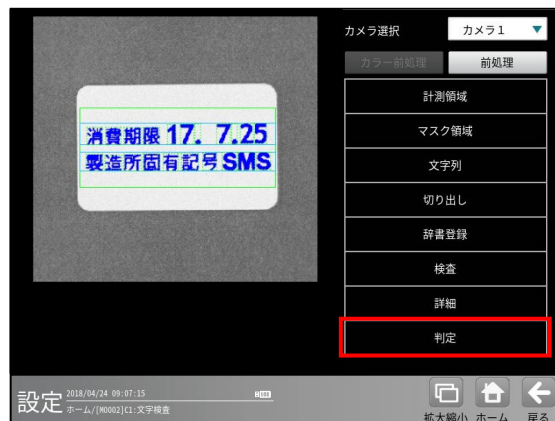 カメラ選択
カメラ1
カラー前処理
前処理
消費期限 17. 7.25
製造所固有記号 SMS
計測領域
マスク領域
文字列
切り出し
辞書登録
検査
詳細
判定
設定
2018/04/24 09:07:15
ホーム/[M0002]C1:文字検査
拡大縮小
ホーム
戻る